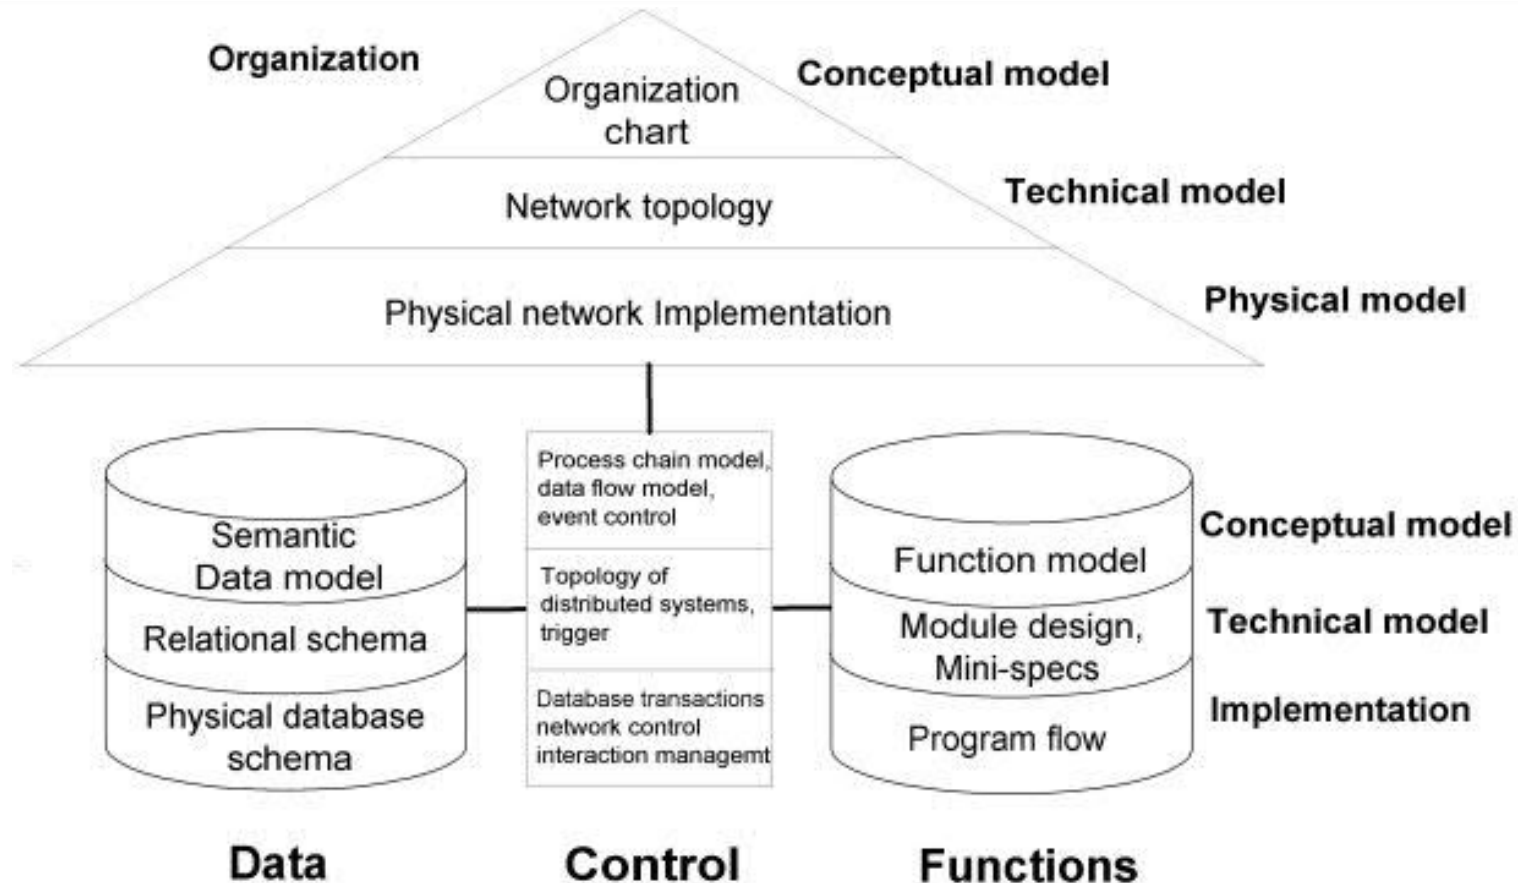 Organization
Conceptual model
Organization
chart
Technical model
Network topology
Physical model
Physical network Implementation
Process chain model,
data flow model,
event control
Semantic
Data model
Function model
Conceptual model
Topology of
distributed systems,
trigger
Relational schema
Module design,
Mini-specs
Technical model
Database transactions
network control
interaction managemt
Physical database
schema
Program flow
Implementation
Data
Control
Functions